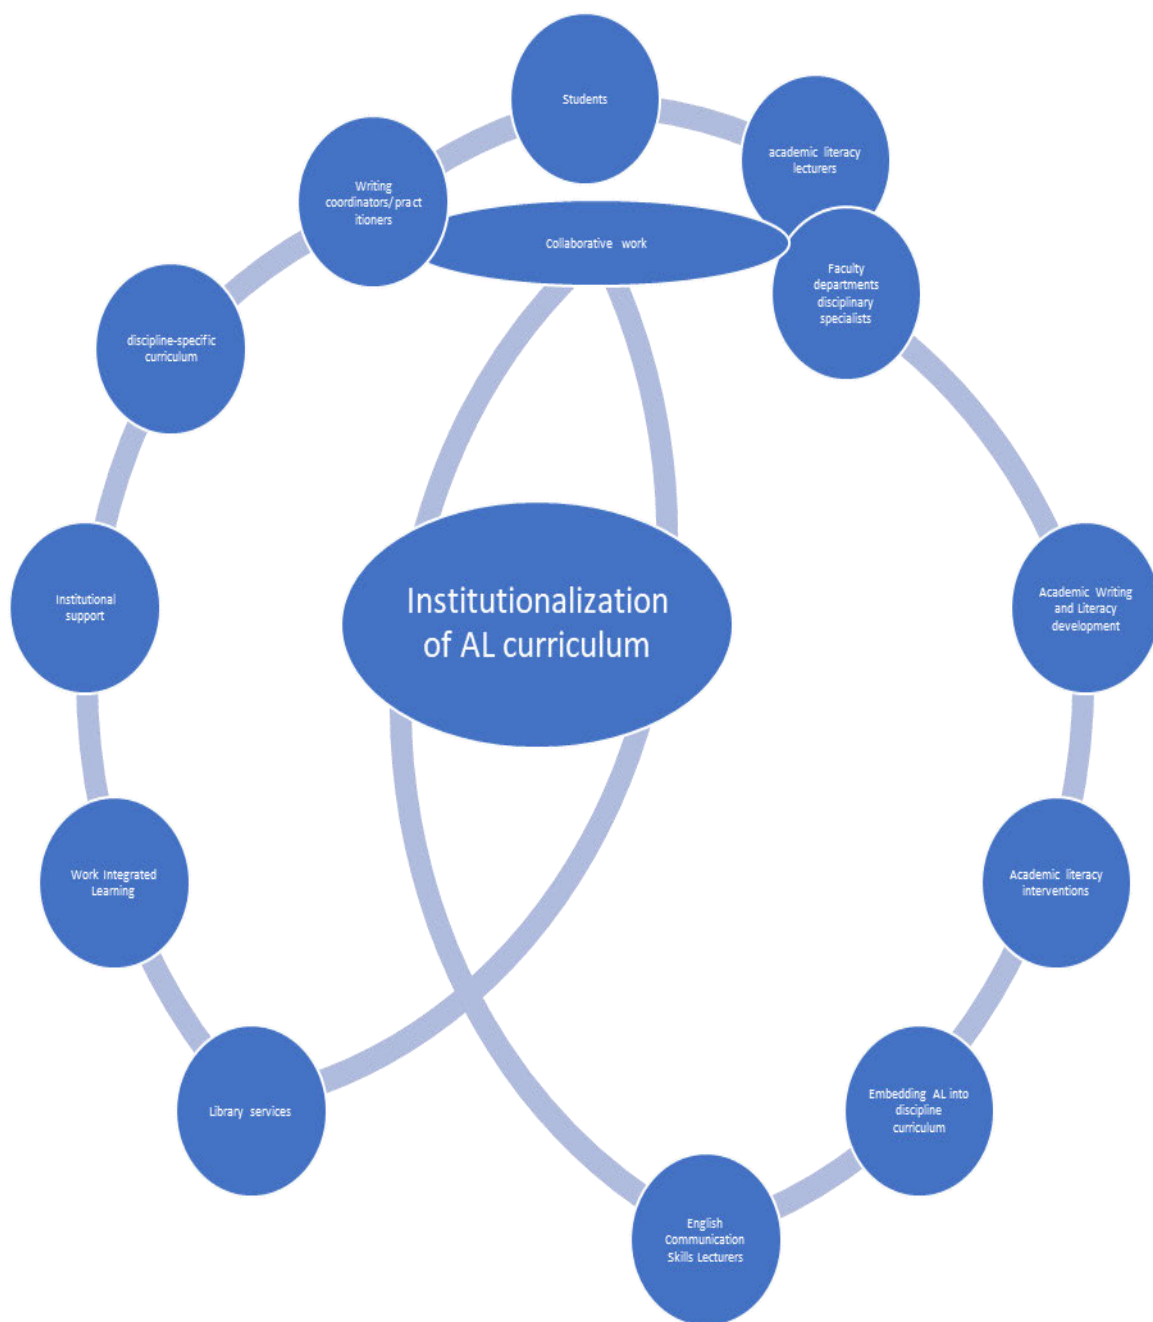 Students
academic literacy
lecturers
Writing
coordinators/pract
itioners
Collaborative work
Faculty
departments
disciplinary
specialists
discipline-specific
curriculum
Institutional
support
Institutionalization
of AL curriculum
Academic Writing
and Literacy
development
Work Integrated
Learning
Academic literacy
interventions
Library services
Embedding AL into
discipline
curriculum
English
Communication
Skills Lecturers